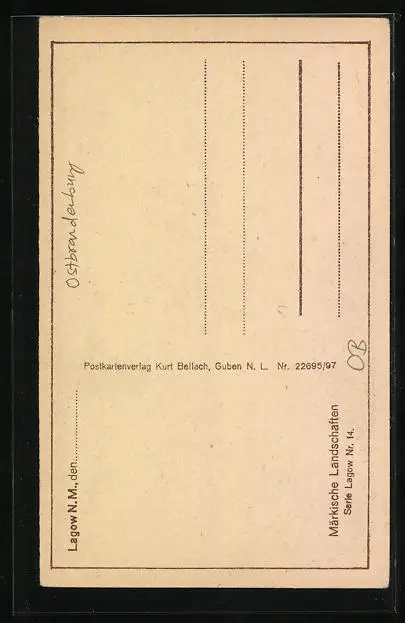 Lagow N. M., den
Ostbrandenburg
Postkartenverlag Kurt Bellach, Guben N. L. Nr. 22695/97
Märkische Landschaften
Serie Lagow Nr. 14.
OB